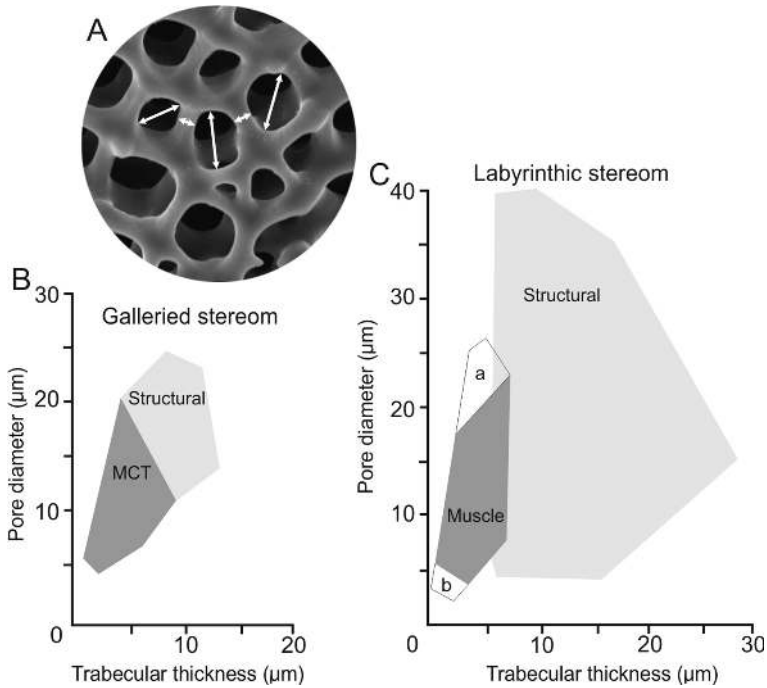 A
B
Galleried stereom
30
20
10
0
10
20
Structural
MCT
Pore diameter (µm)
Trabecular thickness (µm)
C
Labyrinthic stereom
40
30
20
10
0
10
20
30
Structural
a
Muscle
b
Pore diameter (µm)
Trabecular thickness (µm)